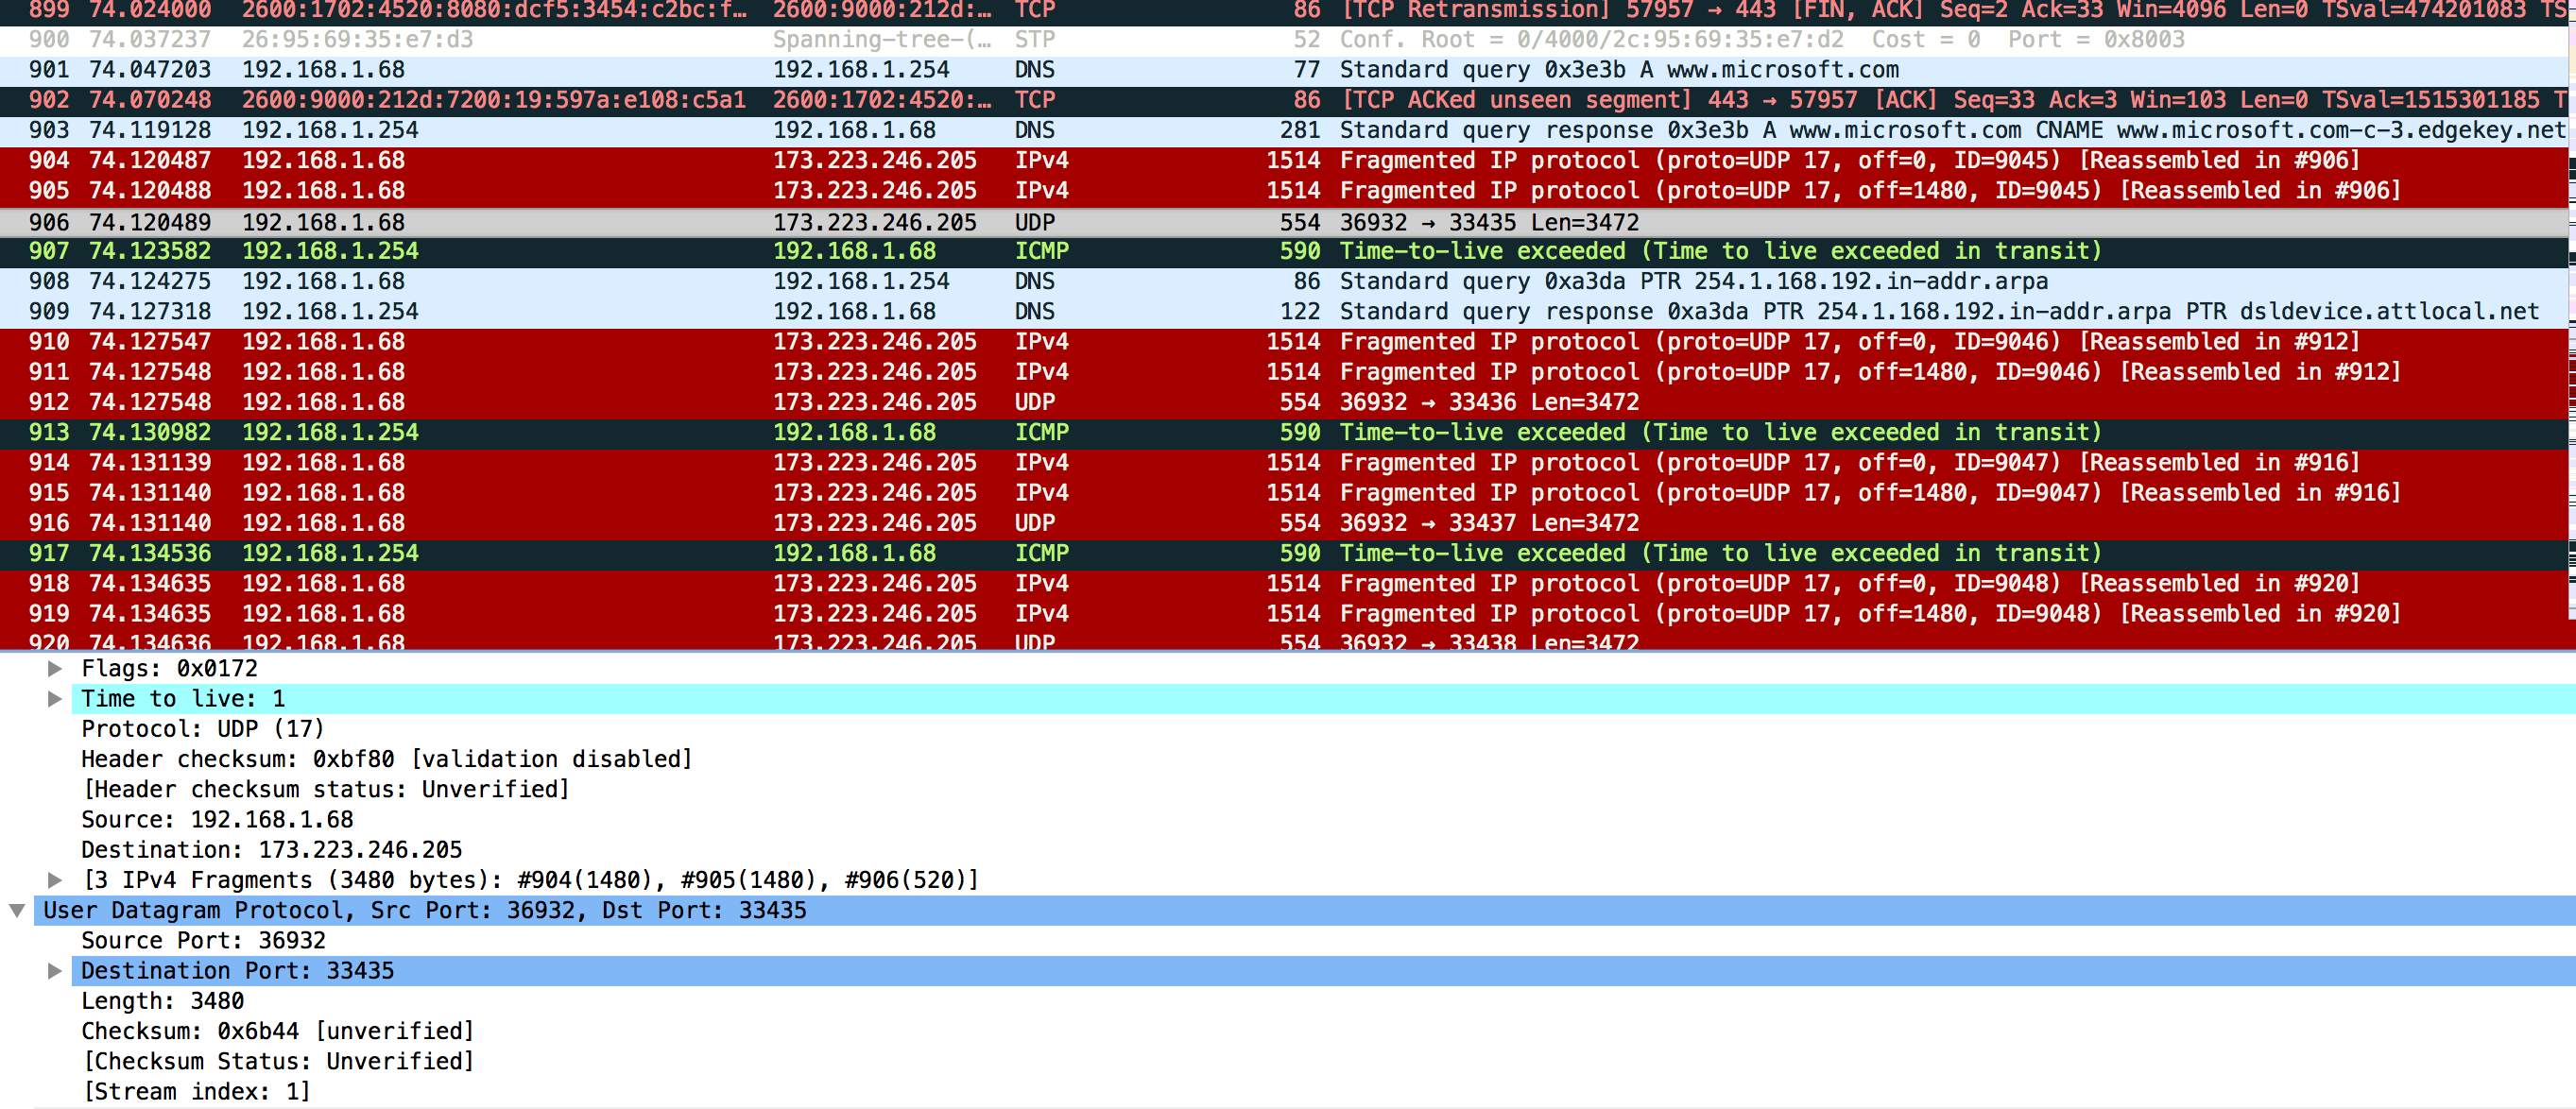 899 74.024000 2600:1702:4520:8080:dcf5:3454:c2bc:f… 2600:9000:212d:… TCP 86 [TCP Retransmission] 57957 → 443 [FIN, ACK] Seq=2 Ack=33 Win=4096 Len=0 TSval=474201083 TS
900 74.037237 26:95:69:35:e7:d3 Spanning-tree-(… STP 52 Conf. Root = 0/4000/2c:95:69:35:e7:d2 Cost = 0 Port = 0x8003
901 74.047203 192.168.1.68 192.168.1.254 DNS 77 Standard query 0x3e3b A www.microsoft.com
902 74.070248 2600:9000:212d:7200:19:597a:e108:c5a1 2600:1702:4520:… TCP 86 [TCP ACKed unseen segment] 443 → 57957 [ACK] Seq=33 Ack=3 Win=103 Len=0 TSval=1515301185 T
903 74.119128 192.168.1.254 192.168.1.68 DNS 281 Standard query response 0x3e3b A www.microsoft.com CNAME www.microsoft.com-c-3.edgekey.net
904 74.120487 192.168.1.68 173.223.246.205 IPv4 1514 Fragmented IP protocol (proto=UDP 17, off=0, ID=9045) [Reassembled in #906]
905 74.120488 192.168.1.68 173.223.246.205 IPv4 1514 Fragmented IP protocol (proto=UDP 17, off=1480, ID=9045) [Reassembled in #906]
906 74.120489 192.168.1.68 173.223.246.205 UDP 554 36932 → 33435 Len=3472
907 74.123582 192.168.1.254 192.168.1.68 ICMP 590 Time-to-live exceeded (Time to live exceeded in transit)
908 74.124275 192.168.1.68 192.168.1.254 DNS 86 Standard query 0xa3da PTR 254.1.168.192.in-addr.arpa
909 74.127318 192.168.1.254 192.168.1.68 DNS 122 Standard query response 0xa3da PTR 254.1.168.192.in-addr.arpa PTR dsldevice.attlocal.net
910 74.127547 192.168.1.68 173.223.246.205 IPv4 1514 Fragmented IP protocol (proto=UDP 17, off=0, ID=9046) [Reassembled in #912]
911 74.127548 192.168.1.68 173.223.246.205 IPv4 1514 Fragmented IP protocol (proto=UDP 17, off=1480, ID=9046) [Reassembled in #912]
912 74.127548 192.168.1.68 173.223.246.205 UDP 554 36932 → 33436 Len=3472
913 74.130982 192.168.1.254 192.168.1.68 ICMP 590 Time-to-live exceeded (Time to live exceeded in transit)
914 74.131139 192.168.1.68 173.223.246.205 IPv4 1514 Fragmented IP protocol (proto=UDP 17, off=0, ID=9047) [Reassembled in #916]
915 74.131140 192.168.1.68 173.223.246.205 IPv4 1514 Fragmented IP protocol (proto=UDP 17, off=1480, ID=9047) [Reassembled in #916]
916 74.131140 192.168.1.68 173.223.246.205 UDP 554 36932 → 33437 Len=3472
917 74.134536 192.168.1.254 192.168.1.68 ICMP 590 Time-to-live exceeded (Time to live exceeded in transit)
918 74.134635 192.168.1.68 173.223.246.205 IPv4 1514 Fragmented IP protocol (proto=UDP 17, off=0, ID=9048) [Reassembled in #920]
919 74.134635 192.168.1.68 173.223.246.205 IPv4 1514 Fragmented IP protocol (proto=UDP 17, off=1480, ID=9048) [Reassembled in #920]
920 74.134636 192.168.1.68 173.223.246.205 UDP 554 36932 → 33438 Len=3472
Flags: 0x0172
Time to live: 1
Protocol: UDP (17)
Header checksum: 0xbf80 [validation disabled]
[Header checksum status: Unverified]
Source: 192.168.1.68
Destination: 173.223.246.205
[3 IPv4 Fragments (3480 bytes): #904(1480), #905(1480), #906(520)]
User Datagram Protocol, Src Port: 36932, Dst Port: 33435
Source Port: 36932
Destination Port: 33435
Length: 3480
Checksum: 0x6b44 [unverified]
[Checksum Status: Unverified]
[Stream index: 1]